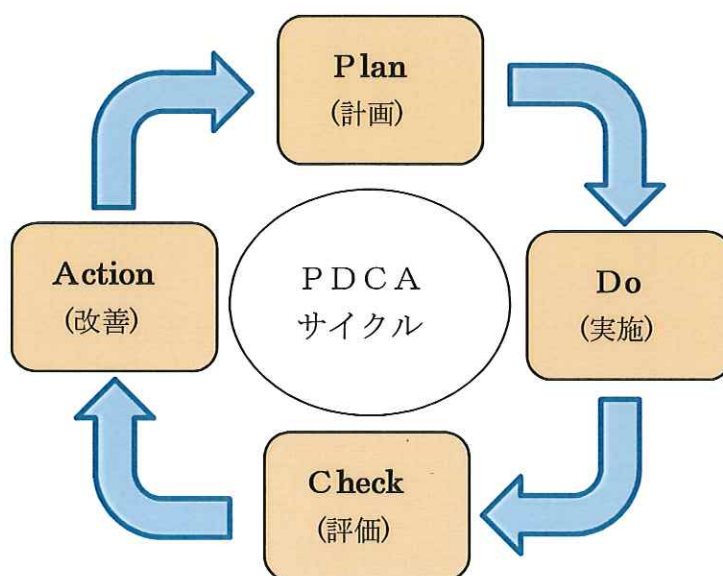 Plan
(計画)
Do
(実施)
Check
(評価)
Action
(改善)
PDCA
サイクル